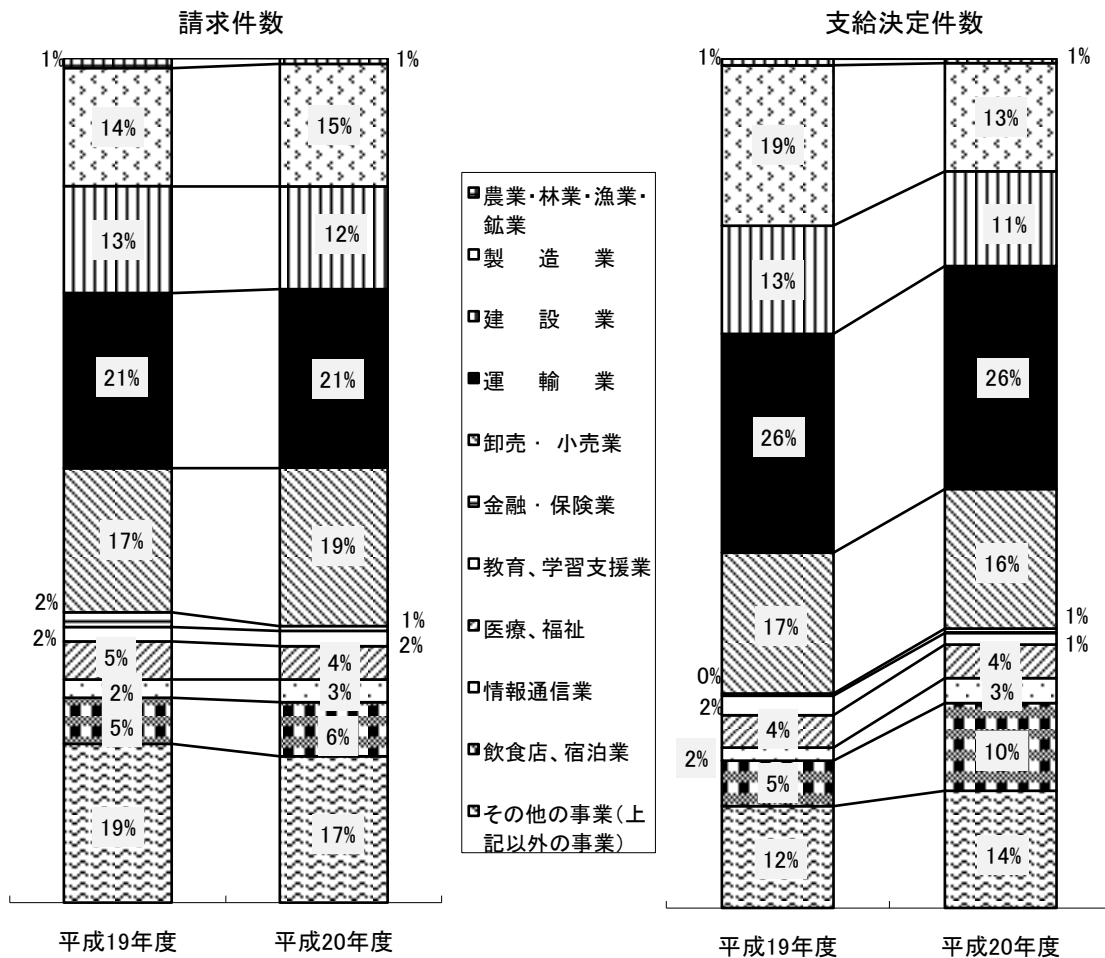 請求件数
1%
1%
14%
15%
13%
12%
21%
21%
17%
19%
2%
1%
2%
2%
5%
4%
2%
3%
5%
6%
19%
17%
平成19年度
平成20年度
農業・林業・漁業・
鉱業
製　造　業
建　設　業
運　輸　業
卸売・ 小売業
金融・保険業
教育、学習支援業
医療、福祉
情報通信業
飲食店、宿泊業
その他の事業(上
記以外の事業)
支給決定件数
1%
1%
19%
13%
13%
11%
26%
26%
17%
16%
0%
1%
2%
1%
4%
4%
2%
3%
5%
10%
12%
14%
平成19年度
平成20年度